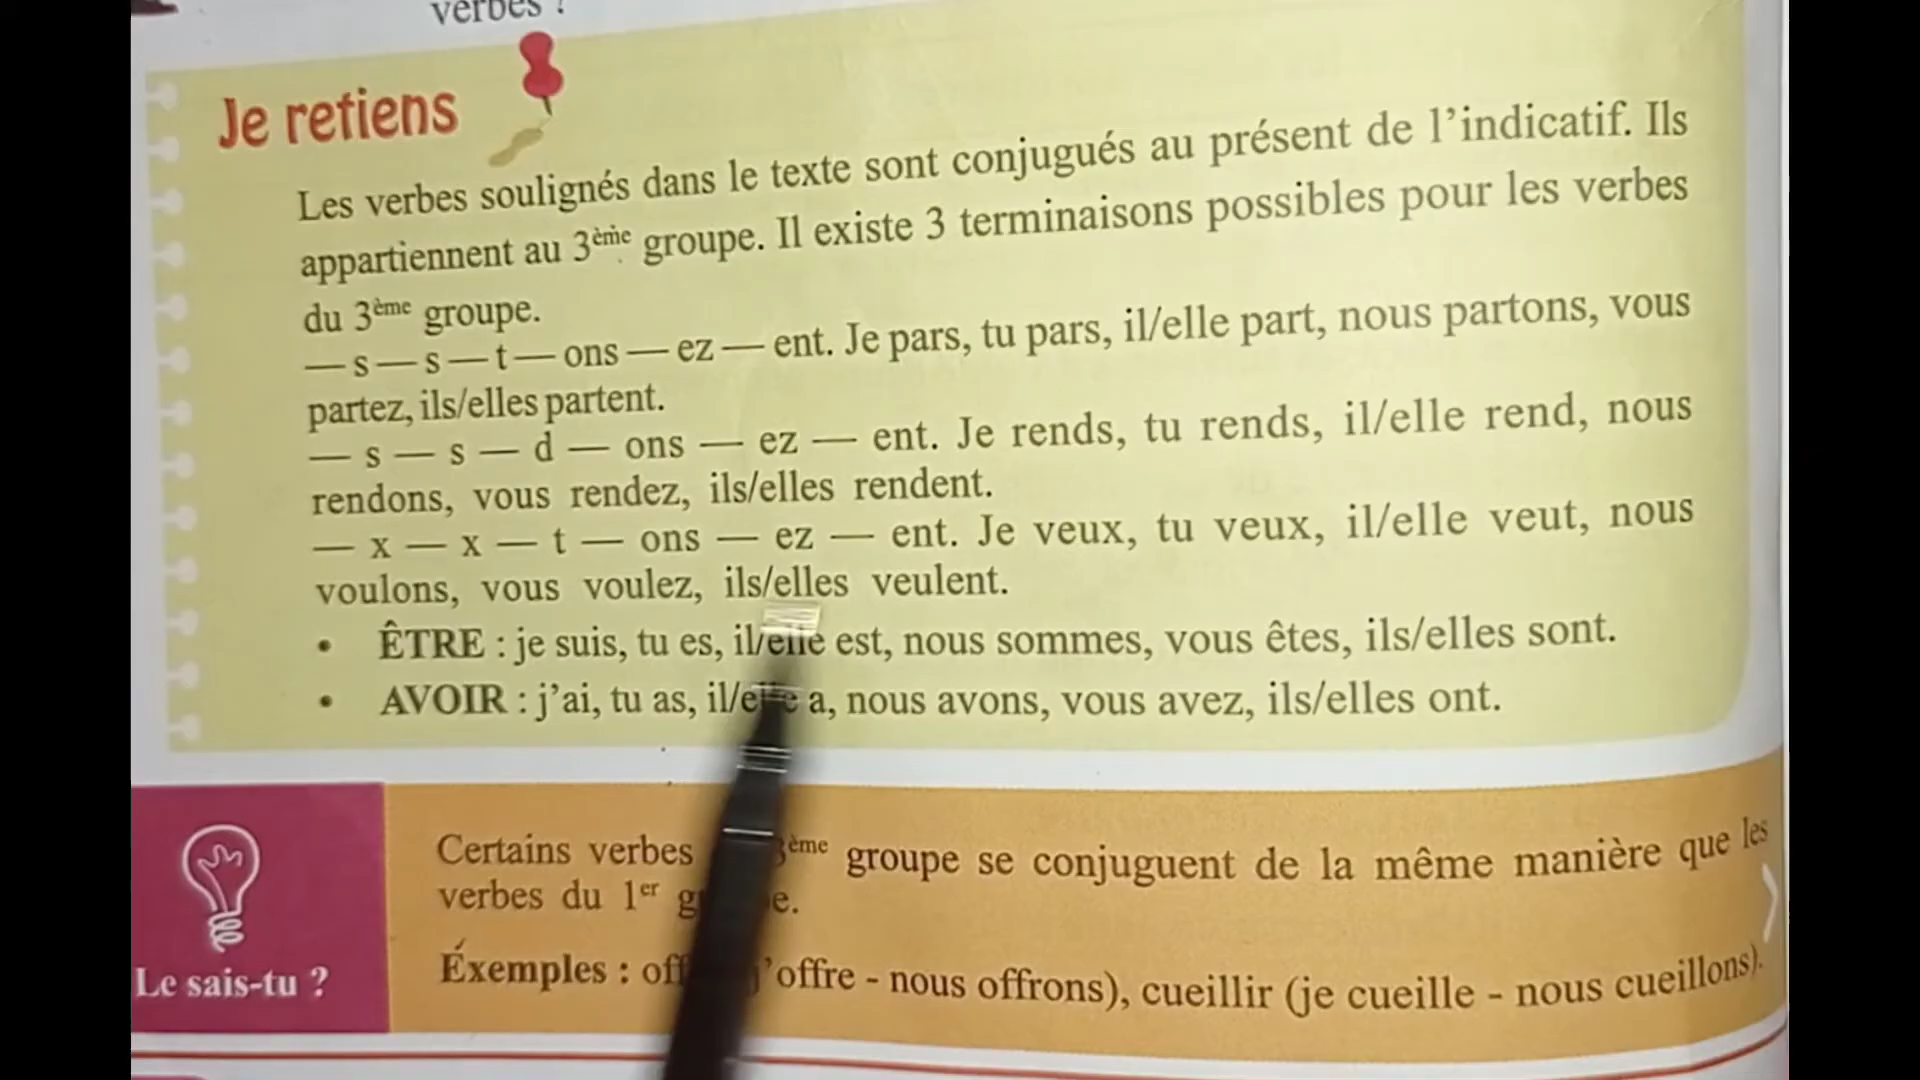 verbes ?
Je retiens
Les verbes soulignés dans le texte sont conjugués au présent de l’indicatif. Ils
appartiennent au 3ème groupe. Il existe 3 terminaisons possibles pour les verbes
du 3ème groupe.
— s — s — t — ons — ez — ent. Je pars, tu pars, il/elle part, nous partons, vous
partez, ils/elles partent.
— s — s — d — ons — ez — ent. Je rends, tu rends, il/elle rend, nous
rendons, vous rendez, ils/elles rendent.
— x — x — t — ons — ez — ent. Je veux, tu veux, il/elle veut, nous
voulons, vous voulez, ils/elles veulent.
• ÊTRE : je suis, tu es, il/elle est, nous sommes, vous êtes, ils/elles sont.
• AVOIR : j’ai, tu as, il/elle a, nous avons, vous avez, ils/elles ont.
Certains verbes 3ème groupe se conjuguent de la même manière que les
verbes du 1er
Éxemples : j’offre - nous offrons), cueillir (je cueille - nous cueillons).
Le sais-tu ?